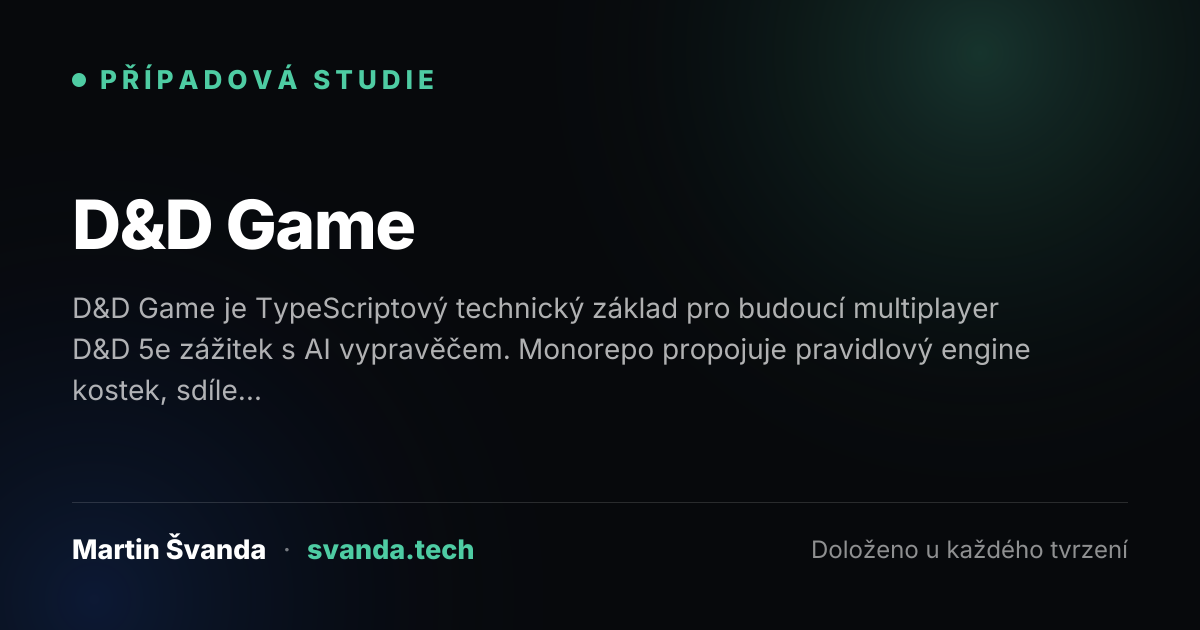 PŘÍPADOVÁ STUDIE
D&D Game
D&D Game je TypeScriptový technický základ pro budoucí multiplayer
D&D 5e zážitek s AI vypravěčem. Monorepo propojuje pravidlový engine
kostek, sdíle...
Martin Švanda · svanda.tech
Doloženo u každého tvrzení